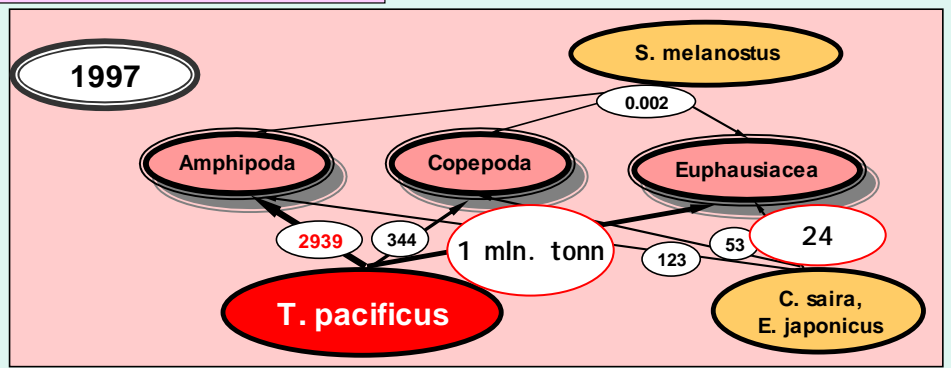 1997
S. melanostus
0.002
Amphipoda
Copepoda
Euphausiacea
2939
344
1 mln. tonn
53
24
123
T. pacificus
C. saira,
E. japonicus